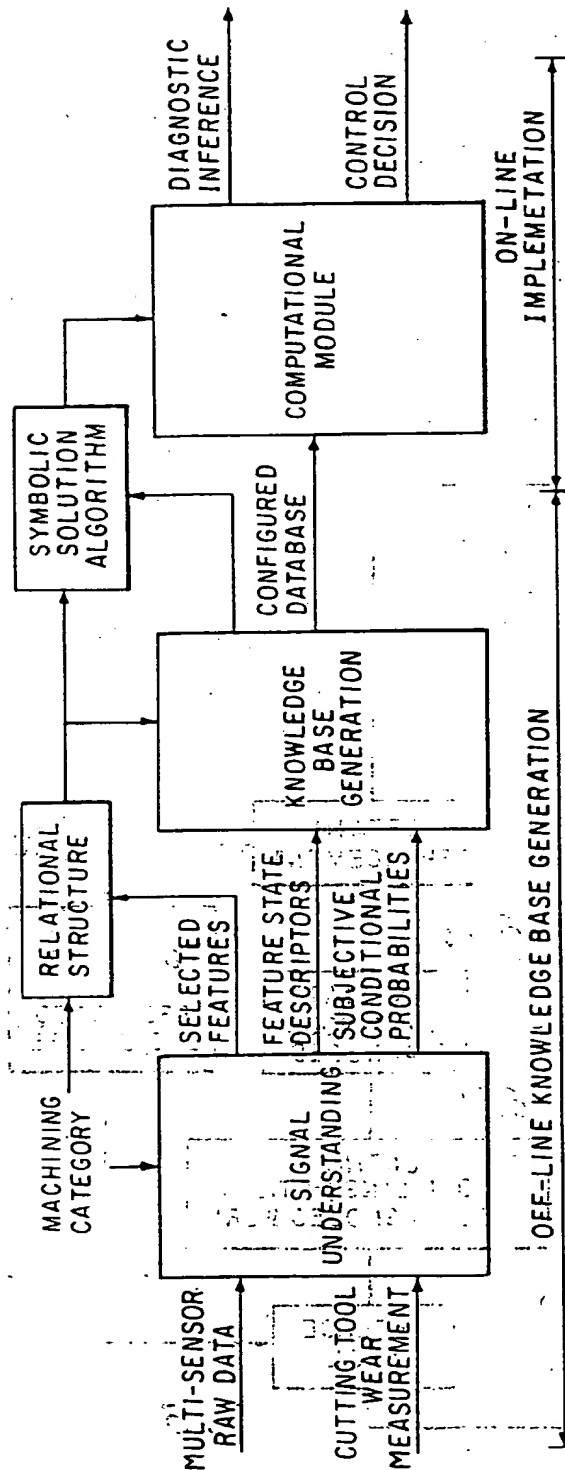 MACHINING
CATEGORY
RELATIONAL
STRUCTURE
SYMBOLIC
SOLUTION
ALGORITHM
MULTI-SENSOR
RAW DATA
CUTTING TOOL
WEAR
MEASUREMENT
SIGNAL
UNDERSTANDING
SELECTED
FEATURES
FEATURE STATE
DESCRIPTORS
SUBJECTIVE
CONDITIONAL
PROBABILITIES
KNOWLEDGE
BASE
GENERATION
CONFIGURED
DATABASE
COMPUTATIONAL
MODULE
DIAGNOSTIC
INFERENCE
CONTROL
DECISION
OFF-LINE KNOWLEDGE BASE GENERATION
ON-LINE
IMPLEMETATION